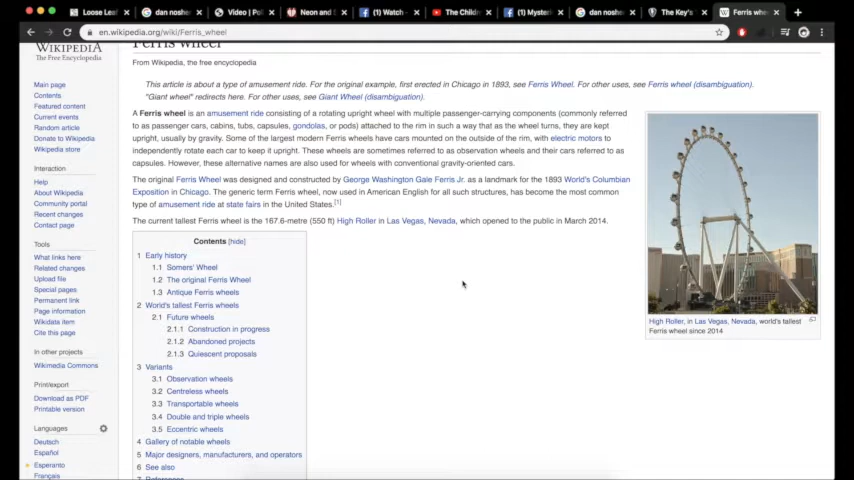 Loose Lea
dan noshe
Video | Pol
Neon and
(1) Watch -
The Childr
(3) Myster
dan noshe
The Key's
Ferris whe
en.wikipedia.org/wiki/Ferris_wheel
WIKIPEDIA
The Free Encyclopedia
Main page
Contents
Featured content
Current events
Random article
Donate to Wikipedia
Wikipedia store
Interaction
Help
About Wikipedia
Community portal
Recent changes
Contact page
Tools
What links here
Related changes
Upload file
Special pages
Permanent link
Page information
Wikidata item
Cite this page
In other projects
Wikimedia Commons
Print/export
Download as PDF
Printable version
Languages
Deutsch
Español
Esperanto
Français
Ferris wheel
From Wikipedia, the free encyclopedia
This article is about a type of amusement ride. For the original example, first erected in Chicago in 1893, see Ferris Wheel. For other uses, see Ferris wheel (disambiguation).
"Giant wheel" redirects here. For other uses, see Giant Wheel (disambiguation).
A Ferris wheel is an amusement ride consisting of a rotating upright wheel with multiple passenger-carrying components (commonly referred
to as passenger cars, cabins, tubs, capsules, gondolas, or pods) attached to the rim in such a way that as the wheel turns, they are kept
upright, usually by gravity. Some of the largest modern Ferris wheels have cars mounted on the outside of the rim, with electric motors to
independently rotate each car to keep it upright. These wheels are sometimes referred to as observation wheels and their cars referred to as
capsules. However, these alternative names are also used for wheels with conventional gravity-oriented cars.
The original Ferris Wheel was designed and constructed by George Washington Gale Ferris Jr. as a landmark for the 1893 World's Columbian
Exposition in Chicago. The generic term Ferris wheel, now used in American English for all such structures, has become the most common
type of amusement ride at state fairs in the United States.[1]
The current tallest Ferris wheel is the 167.6-metre (550 ft) High Roller in Las Vegas, Nevada, which opened to the public in March 2014.
Contents [hide]
1 Early history
1.1 Somers' Wheel
1.2 The original Ferris Wheel
1.3 Antique Ferris wheels
2 World's tallest Ferris wheels
2.1 Future wheels
2.1.1 Construction in progress
2.1.2 Abandoned projects
2.1.3 Quiescent proposals
3 Variants
3.1 Observation wheels
3.2 Centreless wheels
3.3 Transportable wheels
3.4 Double and triple wheels
3.5 Eccentric wheels
4 Gallery of notable wheels
5 Major designers, manufacturers, and operators
6 See also
7 References
High Roller, in Las Vegas, Nevada, world's tallest
Ferris wheel since 2014